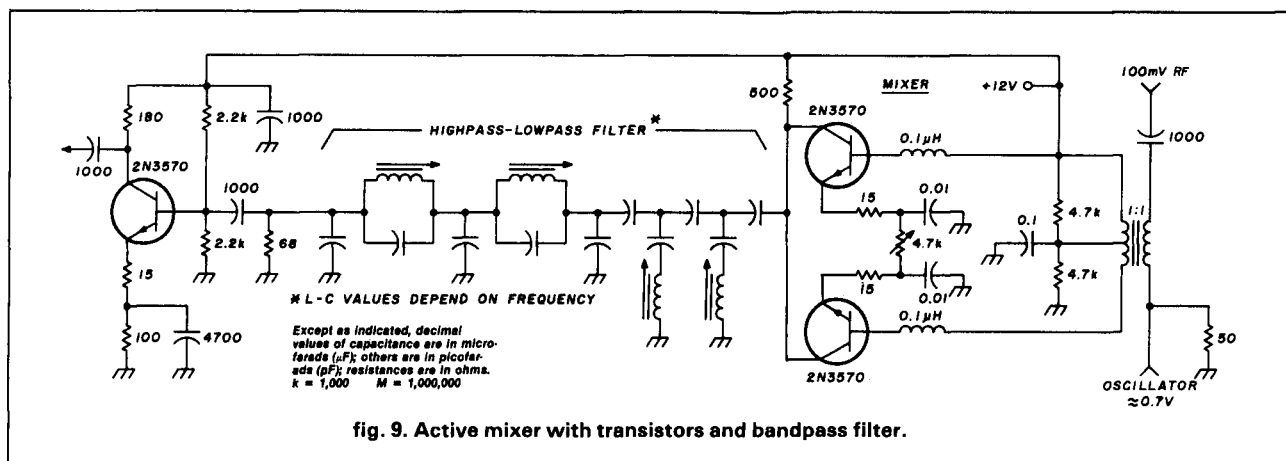 180
2.2k
1000
1000
2N3570
1000
2.2k
68
15
100
4700
HIGHPASS-LOWPASS FILTER *
* L-C VALUES DEPEND ON FREQUENCY
Except as indicated, decimal
values of capacitance are in micro-
farads (μF); others are in picofar-
ads (pF); resistances are in ohms.
k = 1,000 M = 1,000,000
500
MIXER
2N3570
0.1μH
15
0.01
4.7k
15
0.01
0.1μH
2N3570
+12V
100mV RF
1000
0.1
4.7k
4.7k
1:1
50
OSCILLATOR
≈0.7V
fig. 9. Active mixer with transistors and bandpass filter.